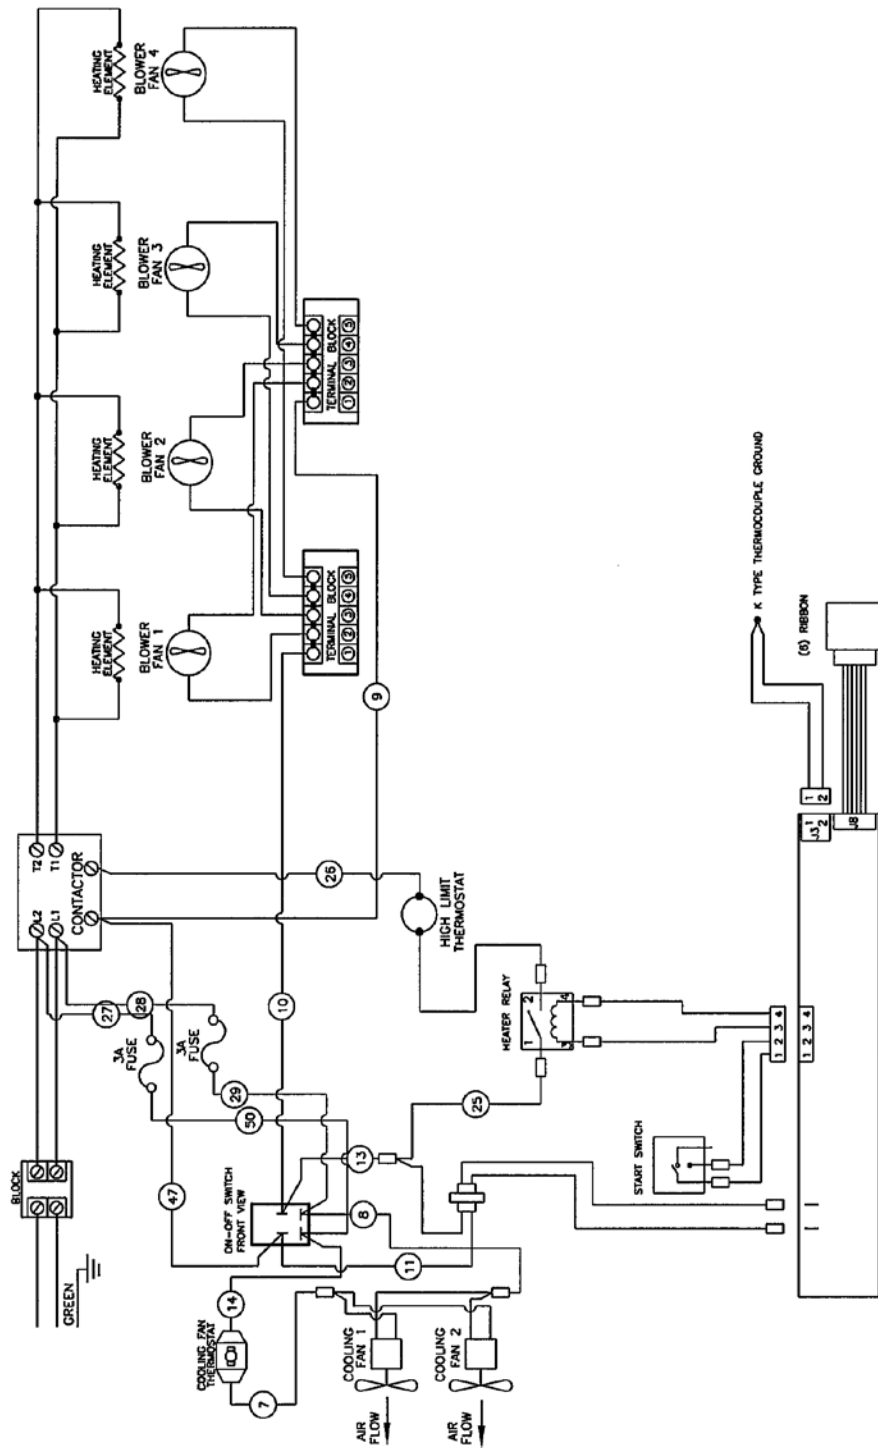 GREEN
BLOCK
L2
L1
T2
T1
CONTACTOR
HEATING
ELEMENT
HEATING
ELEMENT
HEATING
ELEMENT
HEATING
ELEMENT
BLOWER
FAN 1
BLOWER
FAN 2
BLOWER
FAN 3
BLOWER
FAN 4
27
28
3A
FUSE
3A
FUSE
29
50
47
10
26
9
TERMINAL BLOCK
1 2 3 4 5
TERMINAL BLOCK
1 2 3 4 5
COOLING FAN
THERMOSTAT
14
7
ON-OFF SWITCH
FRONT VIEW
13
8
11
25
HIGH LIMIT
THERMOSTAT
HEATER RELAY
1 2
3 4
COOLING
FAN 1
AIR
FLOW
COOLING
FAN 2
AIR
FLOW
START SWITCH
1 2 3 4
1 2 3 4
J3 1
2
1
2
J8
K TYPE THERMOCOUPLE GROUND
(6) RIBBON